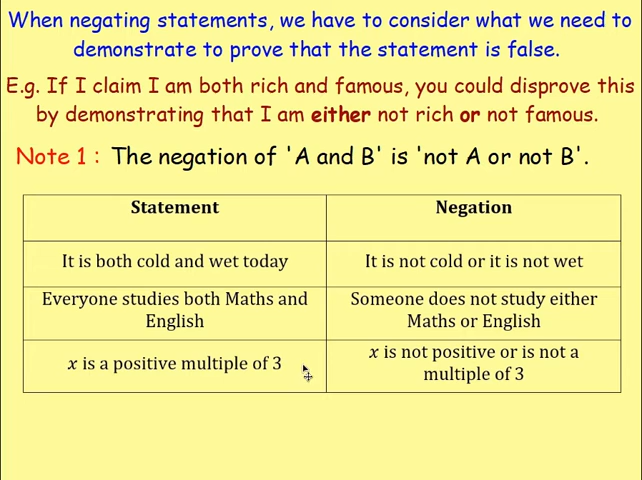 When negating statements, we have to consider what we need to
demonstrate to prove that the statement is false.
E.g. If I claim I am both rich and famous, you could disprove this
by demonstrating that I am either not rich or not famous.
Note 1 : The negation of 'A and B' is 'not A or not B'.
Statement
Negation
It is both cold and wet today
It is not cold or it is not wet
Everyone studies both Maths and
English
Someone does not study either
Maths or English
x is a positive multiple of 3
x is not positive or is not a
multiple of 3